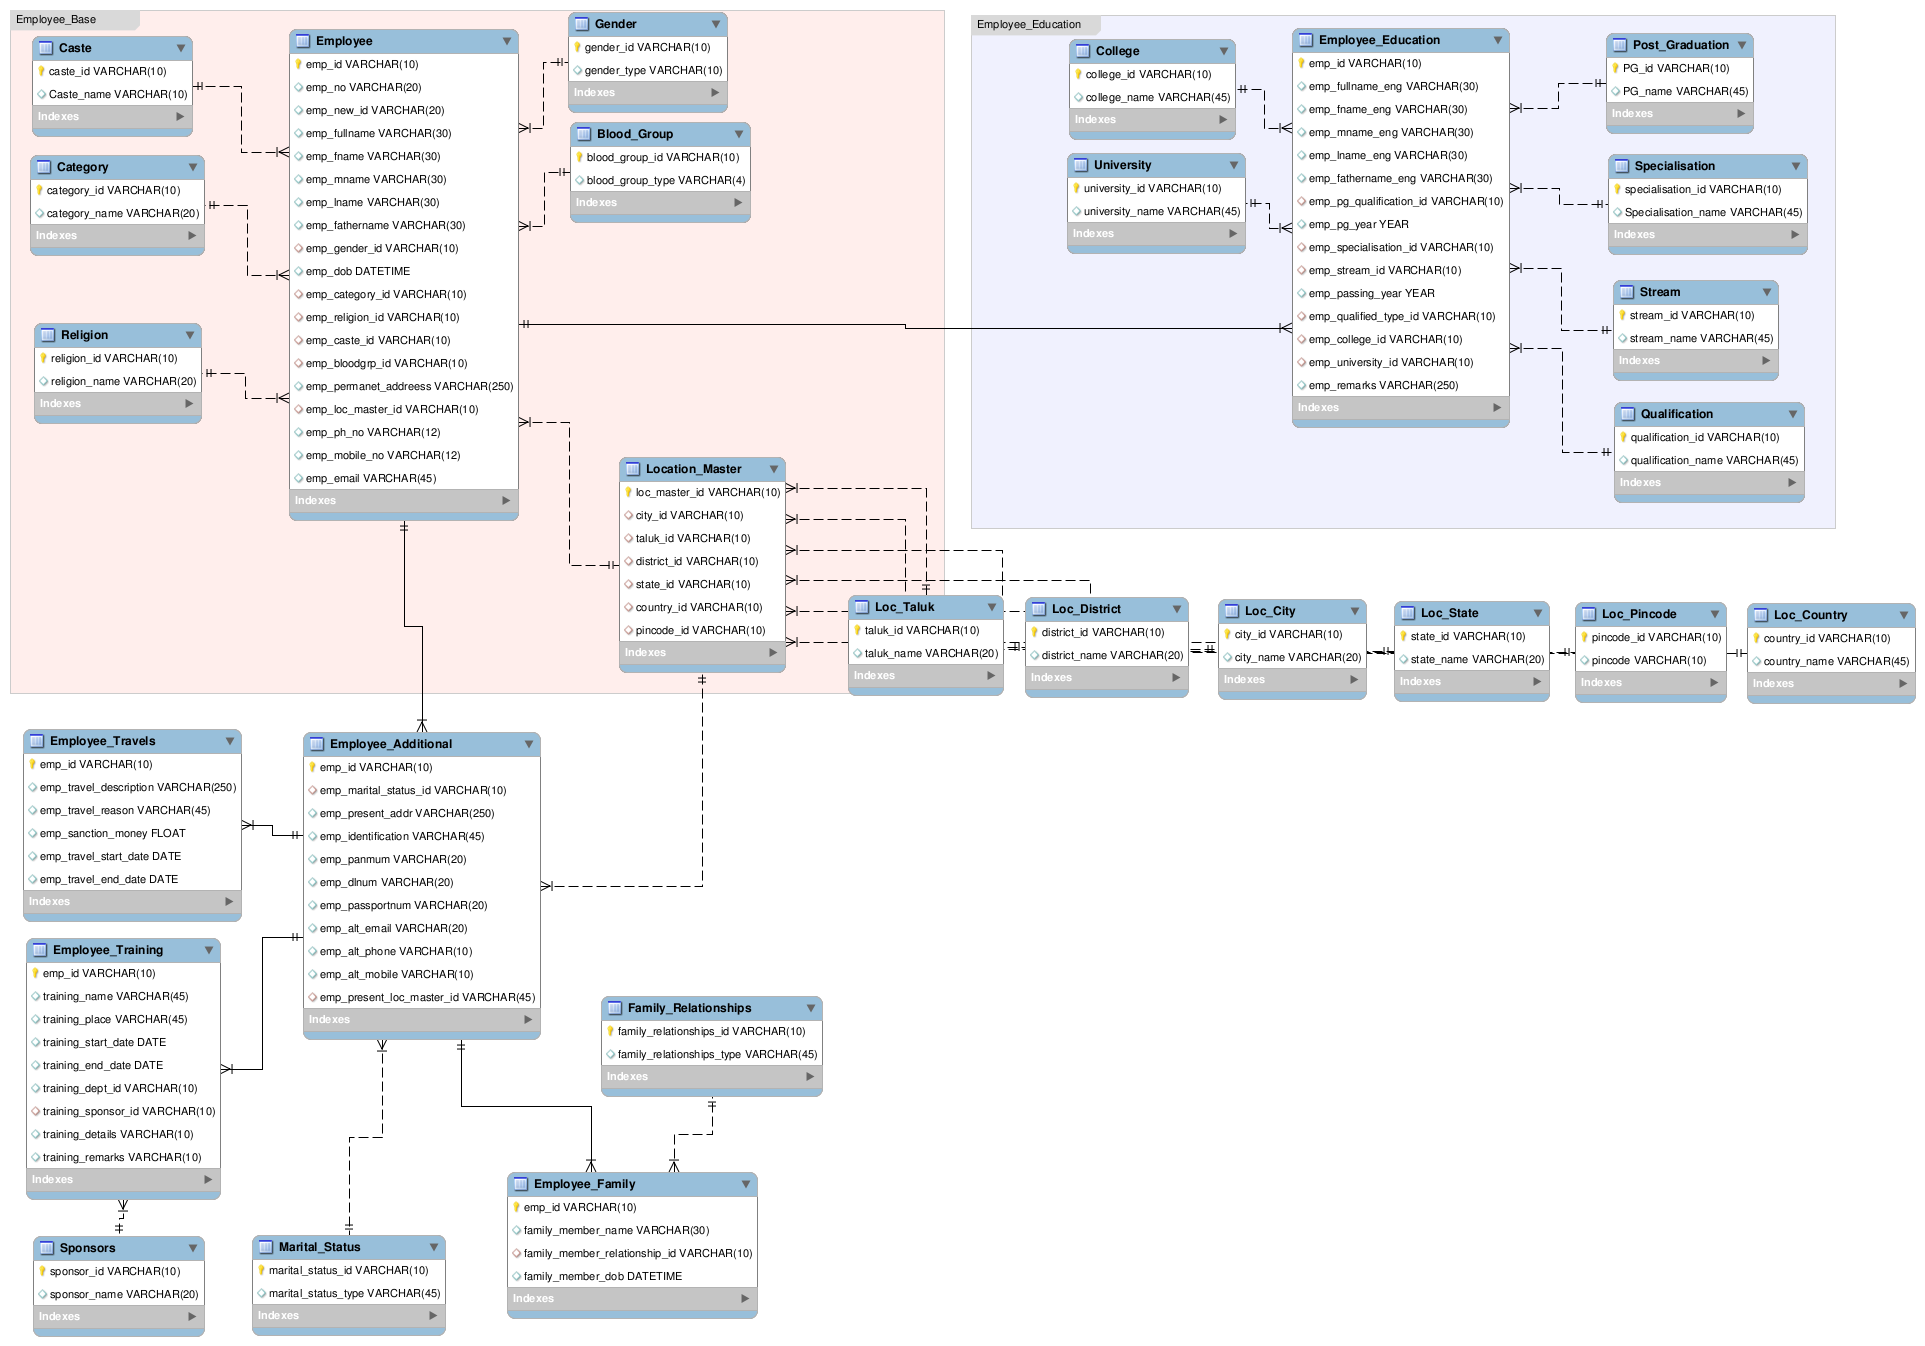 Employee_Base
Caste
caste_id VARCHAR(10)
Caste_name VARCHAR(10)
Indexes
Category
category_id VARCHAR(10)
category_name VARCHAR(20)
Indexes
Religion
religion_id VARCHAR(10)
religion_name VARCHAR(20)
Indexes
Employee
emp_id VARCHAR(10)
emp_no VARCHAR(20)
emp_new_id VARCHAR(20)
emp_fullname VARCHAR(30)
emp_fname VARCHAR(30)
emp_mname VARCHAR(30)
emp_lname VARCHAR(30)
emp_fathername VARCHAR(30)
emp_gender_id VARCHAR(10)
emp_dob DATETIME
emp_category_id VARCHAR(10)
emp_religion_id VARCHAR(10)
emp_caste_id VARCHAR(10)
emp_bloodgrp_id VARCHAR(10)
emp_permanet_addreess VARCHAR(250)
emp_loc_master_id VARCHAR(10)
emp_ph_no VARCHAR(12)
emp_mobile_no VARCHAR(12)
emp_email VARCHAR(45)
Indexes
Gender
gender_id VARCHAR(10)
gender_type VARCHAR(10)
Indexes
Blood_Group
blood_group_id VARCHAR(10)
blood_group_type VARCHAR(4)
Indexes
Location_Master
loc_master_id VARCHAR(10)
city_id VARCHAR(10)
taluk_id VARCHAR(10)
district_id VARCHAR(10)
state_id VARCHAR(10)
country_id VARCHAR(10)
pincode_id VARCHAR(10)
Indexes
Employee_Education
College
college_id VARCHAR(10)
college_name VARCHAR(45)
Indexes
University
university_id VARCHAR(10)
university_name VARCHAR(45)
Indexes
Employee_Education
emp_id VARCHAR(10)
emp_fullname_eng VARCHAR(30)
emp_fname_eng VARCHAR(30)
emp_mname_eng VARCHAR(30)
emp_lname_eng VARCHAR(30)
emp_fathername_eng VARCHAR(30)
emp_pg_qualification_id VARCHAR(10)
emp_pg_year YEAR
emp_specialisation_id VARCHAR(10)
emp_stream_id VARCHAR(10)
emp_passing_year YEAR
emp_qualified_type_id VARCHAR(10)
emp_college_id VARCHAR(10)
emp_university_id VARCHAR(10)
emp_remarks VARCHAR(250)
Indexes
Post_Graduation
PG_id VARCHAR(10)
PG_name VARCHAR(45)
Indexes
Specialisation
specialisation_id VARCHAR(10)
Specialisation_name VARCHAR(45)
Indexes
Stream
stream_id VARCHAR(10)
stream_name VARCHAR(45)
Indexes
Qualification
qualification_id VARCHAR(10)
qualification_name VARCHAR(45)
Indexes
Loc_Taluk
taluk_id VARCHAR(10)
taluk_name VARCHAR(20)
Indexes
Loc_District
district_id VARCHAR(10)
district_name VARCHAR(20)
Indexes
Loc_City
city_id VARCHAR(10)
city_name VARCHAR(20)
Indexes
Loc_State
state_id VARCHAR(10)
state_name VARCHAR(20)
Indexes
Loc_Pincode
pincode_id VARCHAR(10)
pincode VARCHAR(10)
Indexes
Loc_Country
country_id VARCHAR(10)
country_name VARCHAR(45)
Indexes
Employee_Travels
emp_id VARCHAR(10)
emp_travel_description VARCHAR(250)
emp_travel_reason VARCHAR(45)
emp_sanction_money FLOAT
emp_travel_start_date DATE
emp_travel_end_date DATE
Indexes
Employee_Training
emp_id VARCHAR(10)
training_name VARCHAR(45)
training_place VARCHAR(45)
training_start_date DATE
training_end_date DATE
training_dept_id VARCHAR(10)
training_sponsor_id VARCHAR(10)
training_details VARCHAR(10)
training_remarks VARCHAR(10)
Indexes
Sponsors
sponsor_id VARCHAR(10)
sponsor_name VARCHAR(20)
Indexes
Employee_Additional
emp_id VARCHAR(10)
emp_marital_status_id VARCHAR(10)
emp_present_addr VARCHAR(250)
emp_identification VARCHAR(45)
emp_panmum VARCHAR(20)
emp_dlnum VARCHAR(20)
emp_passportnum VARCHAR(20)
emp_alt_email VARCHAR(20)
emp_alt_phone VARCHAR(10)
emp_alt_mobile VARCHAR(10)
emp_present_loc_master_id VARCHAR(45)
Indexes
Marital_Status
marital_status_id VARCHAR(10)
marital_status_type VARCHAR(45)
Indexes
Family_Relationships
family_relationships_id VARCHAR(10)
family_relationships_type VARCHAR(45)
Indexes
Employee_Family
emp_id VARCHAR(10)
family_member_name VARCHAR(30)
family_member_relationship_id VARCHAR(10)
family_member_dob DATETIME
Indexes